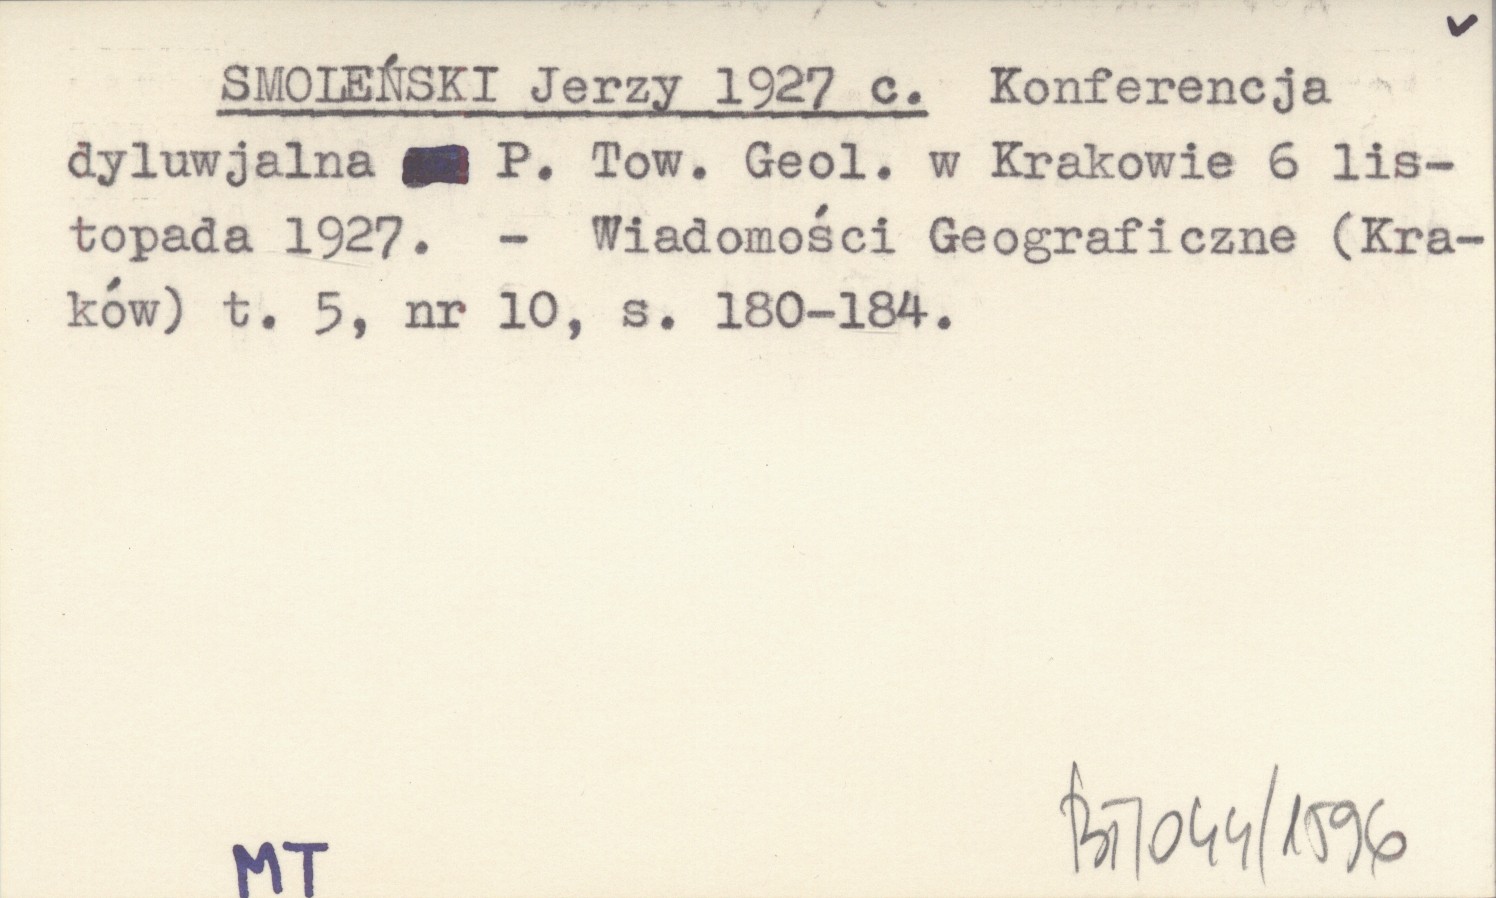 SMOLEŃSKI Jerzy 1927 c. Konferencja
dyluwjalna P. Tow. Geol. w Krakowie 6 lis-
topada 1927. - Wiadomości Geograficzne (Kra-
ków) t. 5, nr 10, s. 180-184.
MT